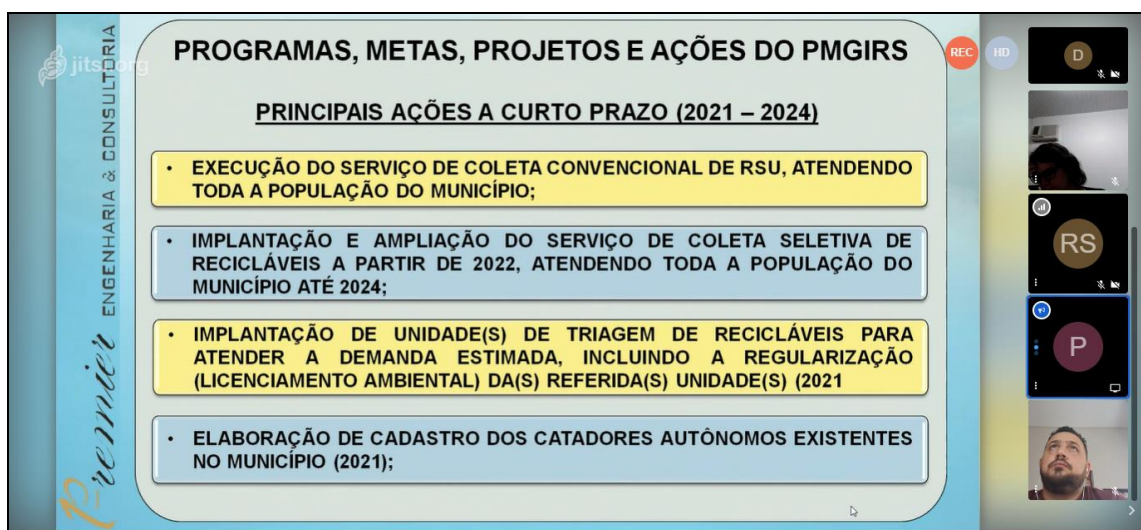 jitsi.org
Premier ENGENHARIA & CONSULTORIA
PROGRAMAS, METAS, PROJETOS E AÇÕES DO PMGIRS
PRINCIPAIS AÇÕES A CURTO PRAZO (2021 – 2024)
• EXECUÇÃO DO SERVIÇO DE COLETA CONVENCIONAL DE RSU, ATENDENDO
TODA A POPULAÇÃO DO MUNICÍPIO;
• IMPLANTAÇÃO E AMPLIAÇÃO DO SERVIÇO DE COLETA SELETIVA DE
RECICLÁVEIS A PARTIR DE 2022, ATENDENDO TODA A POPULAÇÃO DO
MUNICÍPIO ATÉ 2024;
• IMPLANTAÇÃO DE UNIDADE(S) DE TRIAGEM DE RECICLÁVEIS PARA
ATENDER A DEMANDA ESTIMADA, INCLUINDO A REGULARIZAÇÃO
(LICENCIAMENTO AMBIENTAL) DA(S) REFERIDA(S) UNIDADE(S) (2021
• ELABORAÇÃO DE CADASTRO DOS CATADORES AUTÔNOMOS EXISTENTES
NO MUNICÍPIO (2021);
REC
HD
D
RS
P